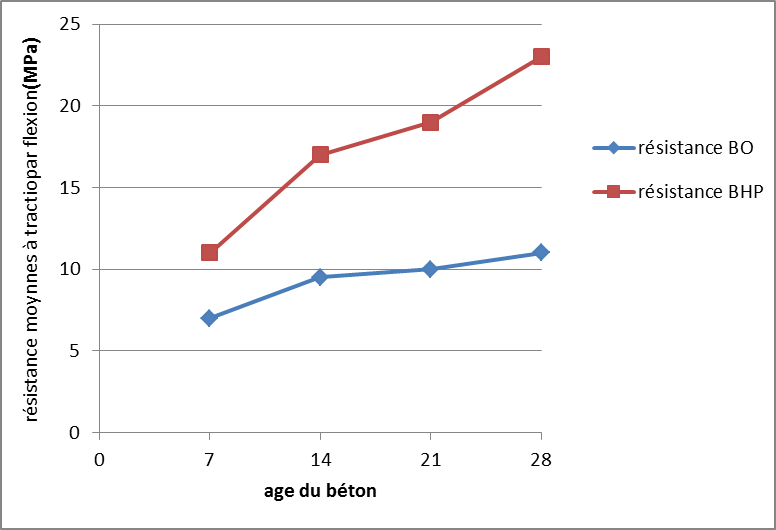 résistance moynnes à tractiopar flexion(MPa)
25
20
15
10
5
0
0 7 14 21 28
age du béton
résistance BO
résistance BHP